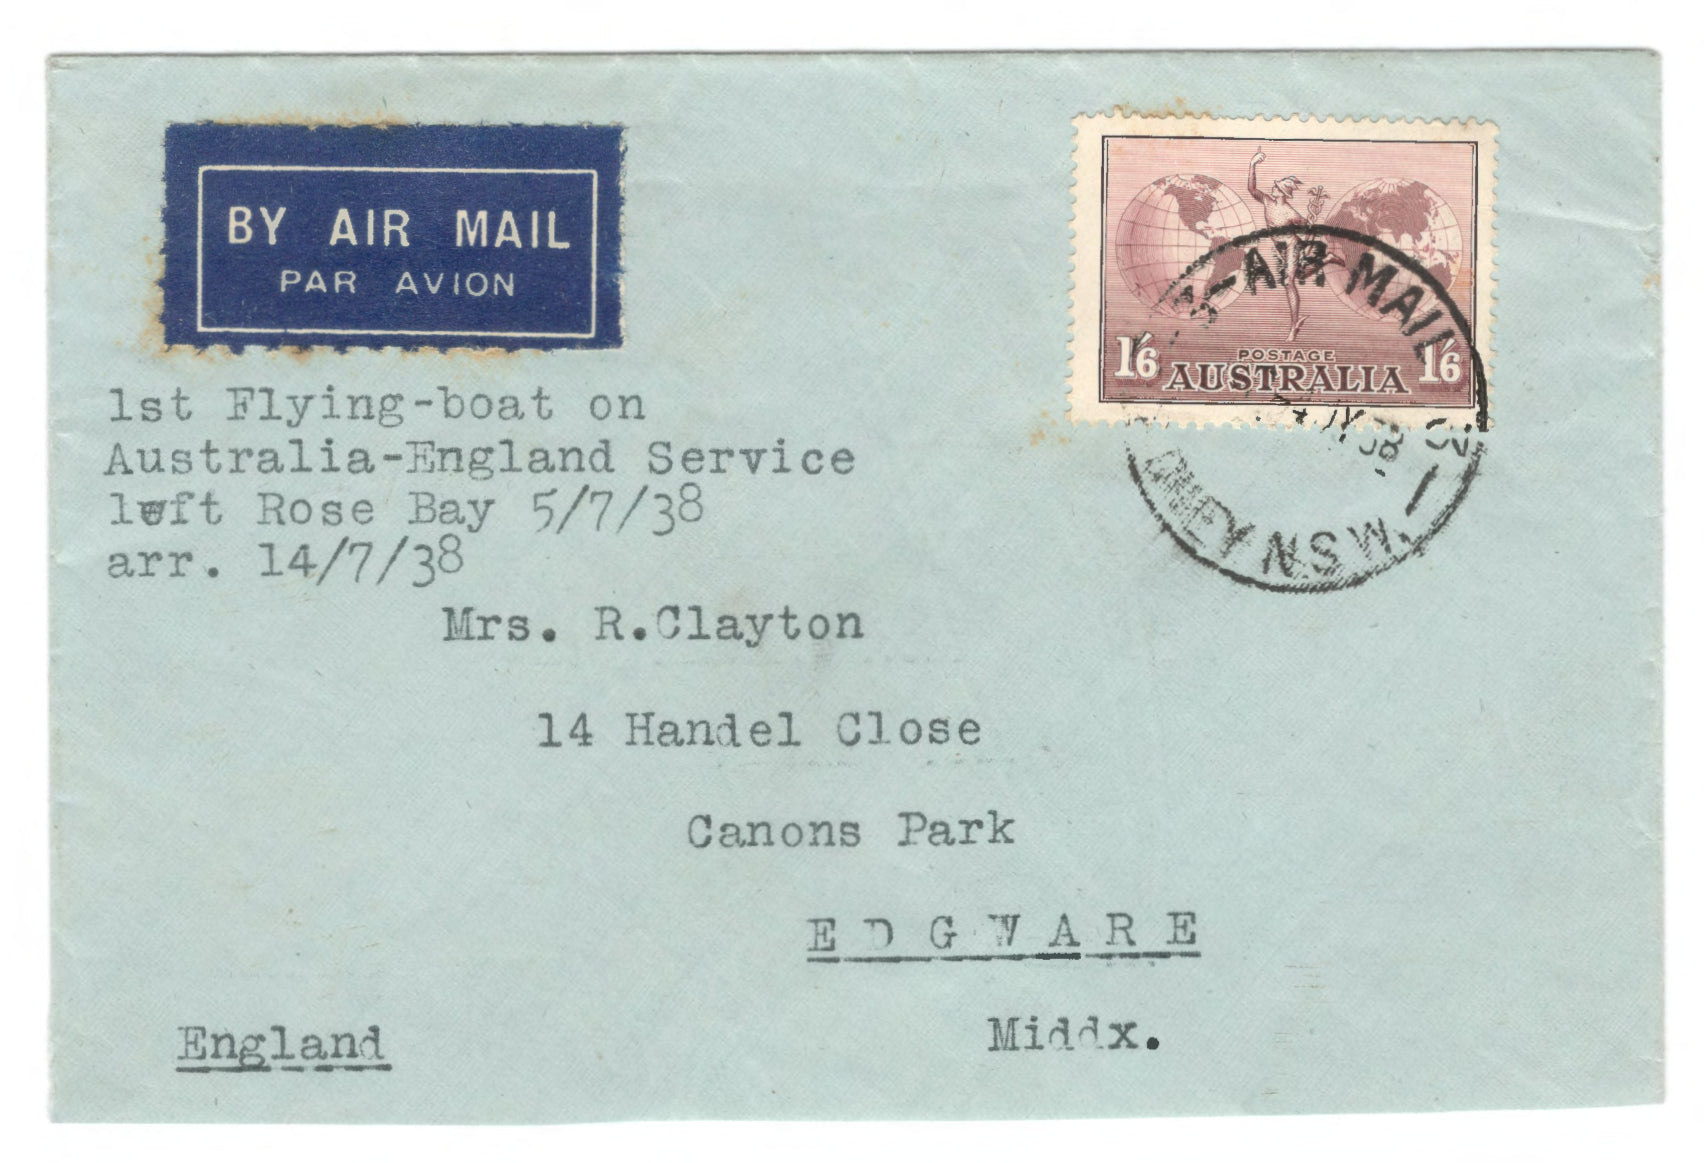 BY AIR MAIL
PAR AVION
1/6 POSTAGE 1/6
AUSTRALIA
AIR MAIL
38
N.S.W.
1st Flying-boat on
Australia-England Service
left Rose Bay 5/7/38
arr. 14/7/38
Mrs. R.Clayton
14 Handel Close
Canons Park
EDGWARE
Middx.
England